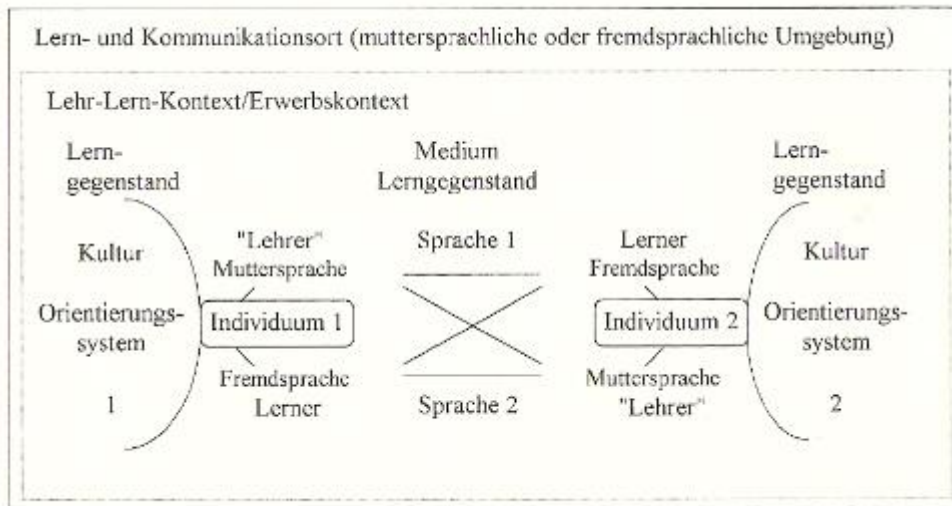 Lern- und Kommunikationsort (muttersprachliche oder fremdsprachliche Umgebung)
Lehr-Lern-Kontext/Erwerbskontext
Lern-
gegenstand
Medium
Lerngegenstand
Lern-
gegenstand
Kultur
Orientierungs-
system
1
"Lehrer"
Muttersprache
Individuum 1
Fremdsprache
Lerner
Sprache 1
Sprache 2
Lerner
Fremdsprache
Individuum 2
Muttersprache
"Lehrer"
Kultur
Orientierungs-
system
2